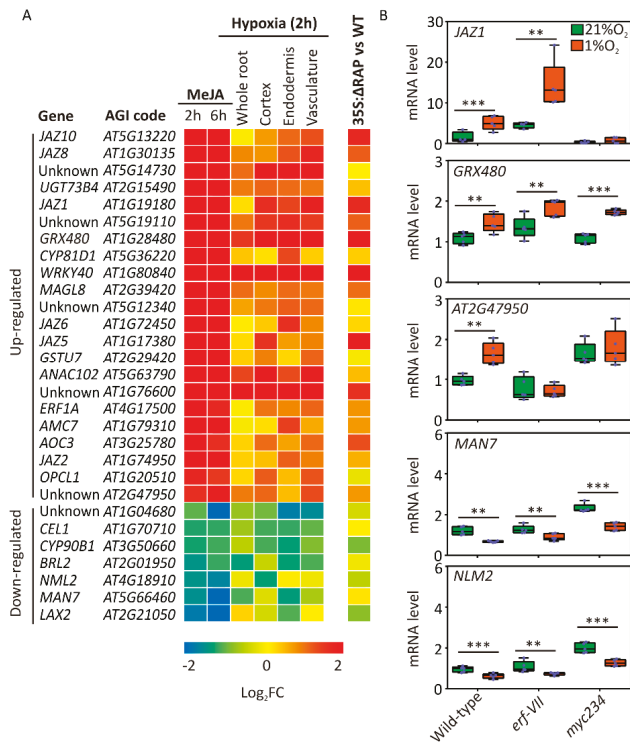 A
Hypoxia (2h)
MeJA
Whole root
Cortex
Endodermis
Vasculature
35S:ΔRAP vs WT
Gene AGI code 2h 6h
Up-regulated
JAZ10 AT5G13220
JAZ8 AT1G30135
Unknown AT5G14730
UGT73B4 AT2G15490
JAZ1 AT1G19180
Unknown AT5G19110
GRX480 AT1G28480
CYP81D1 AT5G36220
WRKY40 AT1G80840
MAGL8 AT2G39420
Unknown AT5G12340
JAZ6 AT1G72450
JAZ5 AT1G17380
GSTU7 AT2G29420
ANAC102 AT5G63790
Unknown AT1G76600
ERF1A AT4G17500
AMC7 AT1G79310
AOC3 AT3G25780
JAZ2 AT1G74950
OPCL1 AT1G20510
Unknown AT2G47950
Down-regulated
Unknown AT1G04680
CEL1 AT1G70710
CYP90B1 AT3G50660
BRL2 AT2G01950
NML2 AT4G18910
MAN7 AT5G66460
LAX2 AT2G21050
-2 0 2
Log2FC
B
21%O2
1%O2
JAZ1
mRNA level
30
20
10
0
***
**
GRX480
mRNA level
3
2
1
0
**
**
***
AT2G47950
mRNA level
3
2
1
0
**
MAN7
mRNA level
6
4
2
0
**
**
***
NLM2
mRNA level
6
4
2
0
***
**
***
Wild-type
erf-VII
myc234